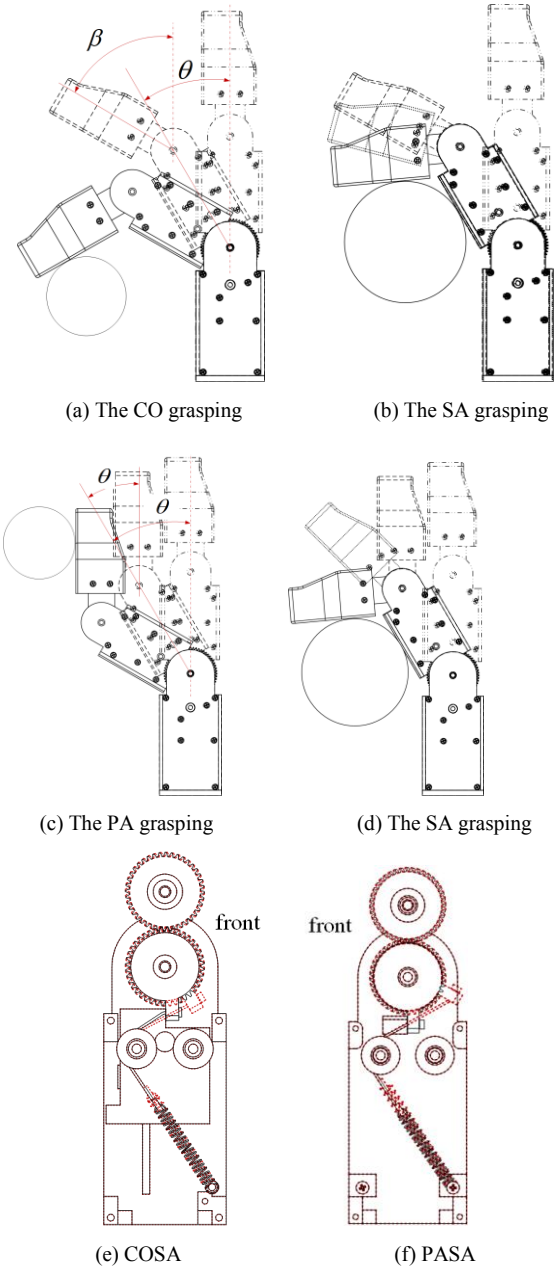 β
θ
(a) The CO grasping
(b) The SA grasping
θ
θ
(c) The PA grasping
(d) The SA grasping
front
front
(e) COSA
(f) PASA